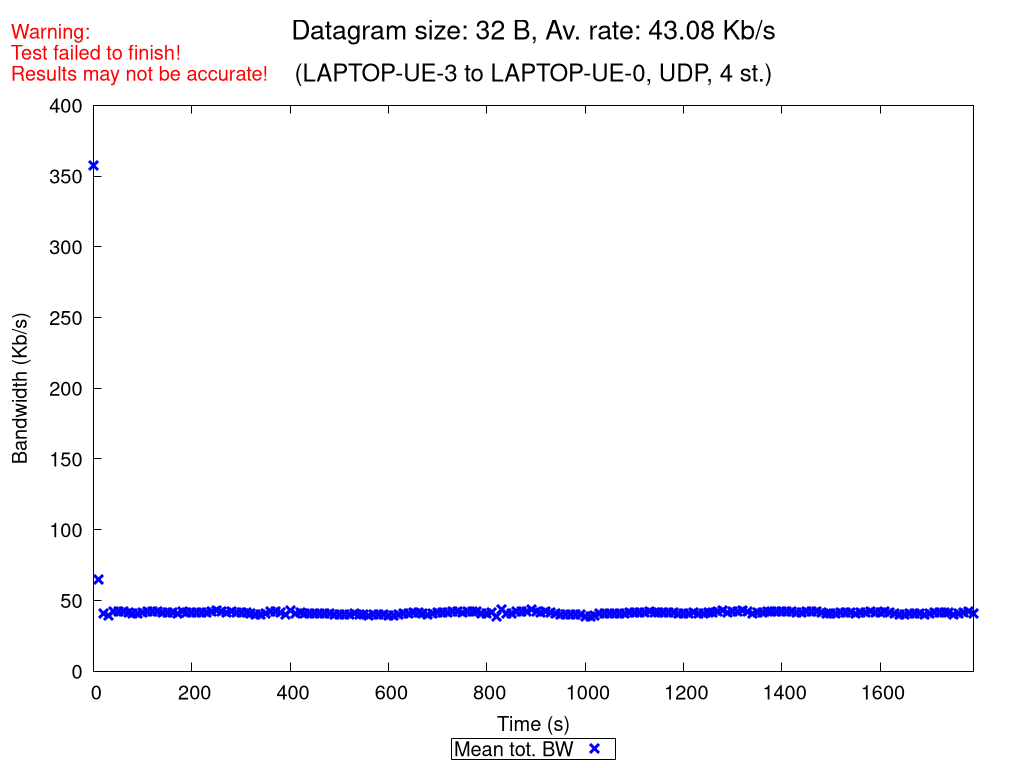 Warning:
Test failed to finish!
Results may not be accurate!
Datagram size: 32 B, Av. rate: 43.08 Kb/s
(LAPTOP-UE-3 to LAPTOP-UE-0, UDP, 4 st.)
400
350
300
250
200
150
100
50
0
Bandwidth (Kb/s)
0 200 400 600 800 1000 1200 1400 1600
Time (s)
Mean tot. BW